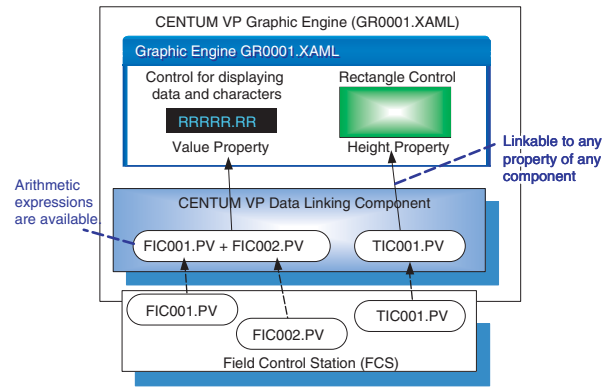 CENTUM VP Graphic Engine (GR0001.XAML)
Graphic Engine GR0001.XAML
Control for displaying
data and characters
Rectangle Control
RRRRR.RR
Value Property
Height Property
Linkable to any
property of any
component
Arithmetic
expressions
are available.
CENTUM VP Data Linking Component
FIC001.PV + FIC002.PV
TIC001.PV
FIC001.PV
FIC002.PV
TIC001.PV
Field Control Station (FCS)